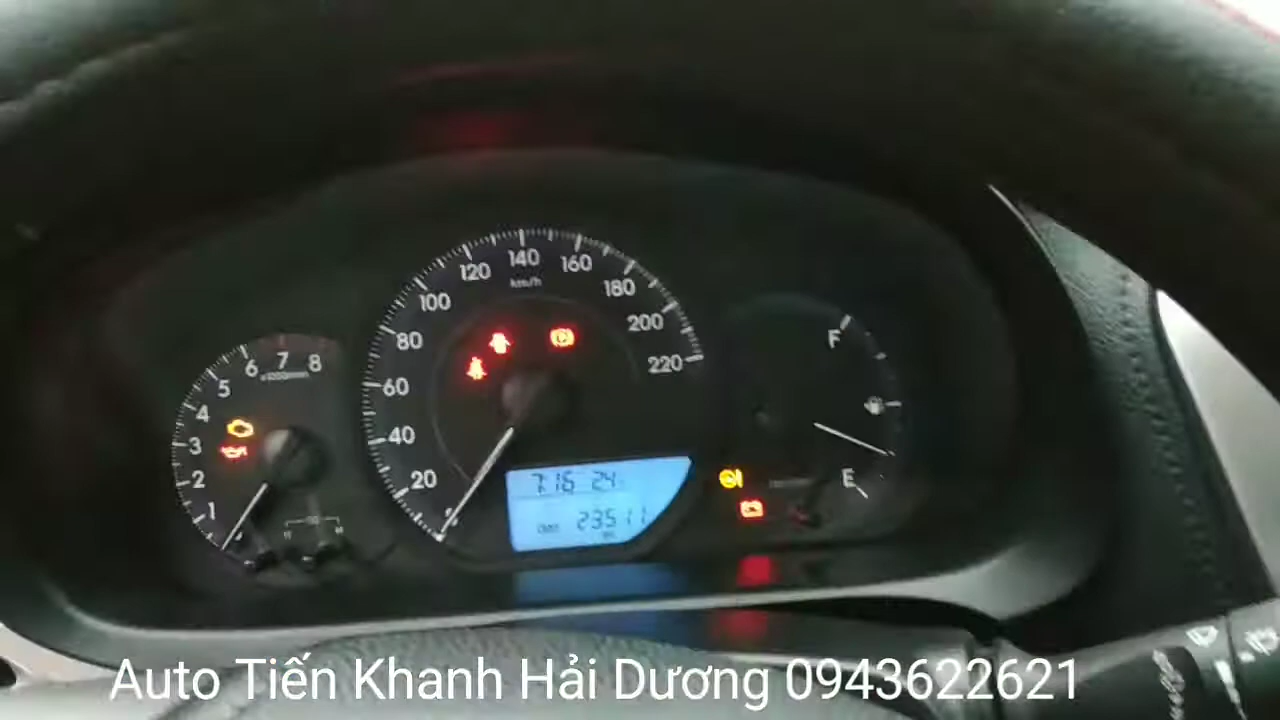 120 140 160
km/h
100 180
80 200
60 220
40
20
5 6 7 8
4
3
2
1
F
E
7:16 24
ODO 23511
Auto Tiến Khanh Hải Dương 0943622621